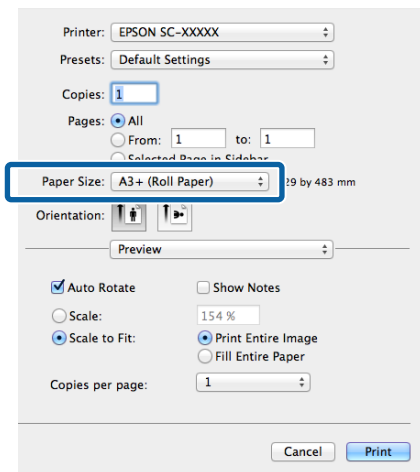 Printer: EPSON SC-XXXXX
Presets: Default Settings
Copies: 1
Pages: All
From: 1 to: 1
Selected Page in Sidebar
Paper Size: A3+ (Roll Paper) 29 by 483 mm
Orientation:
Preview
Auto Rotate Show Notes
Scale: 154 %
Scale to Fit: Print Entire Image
Fill Entire Paper
Copies per page: 1
Cancel Print